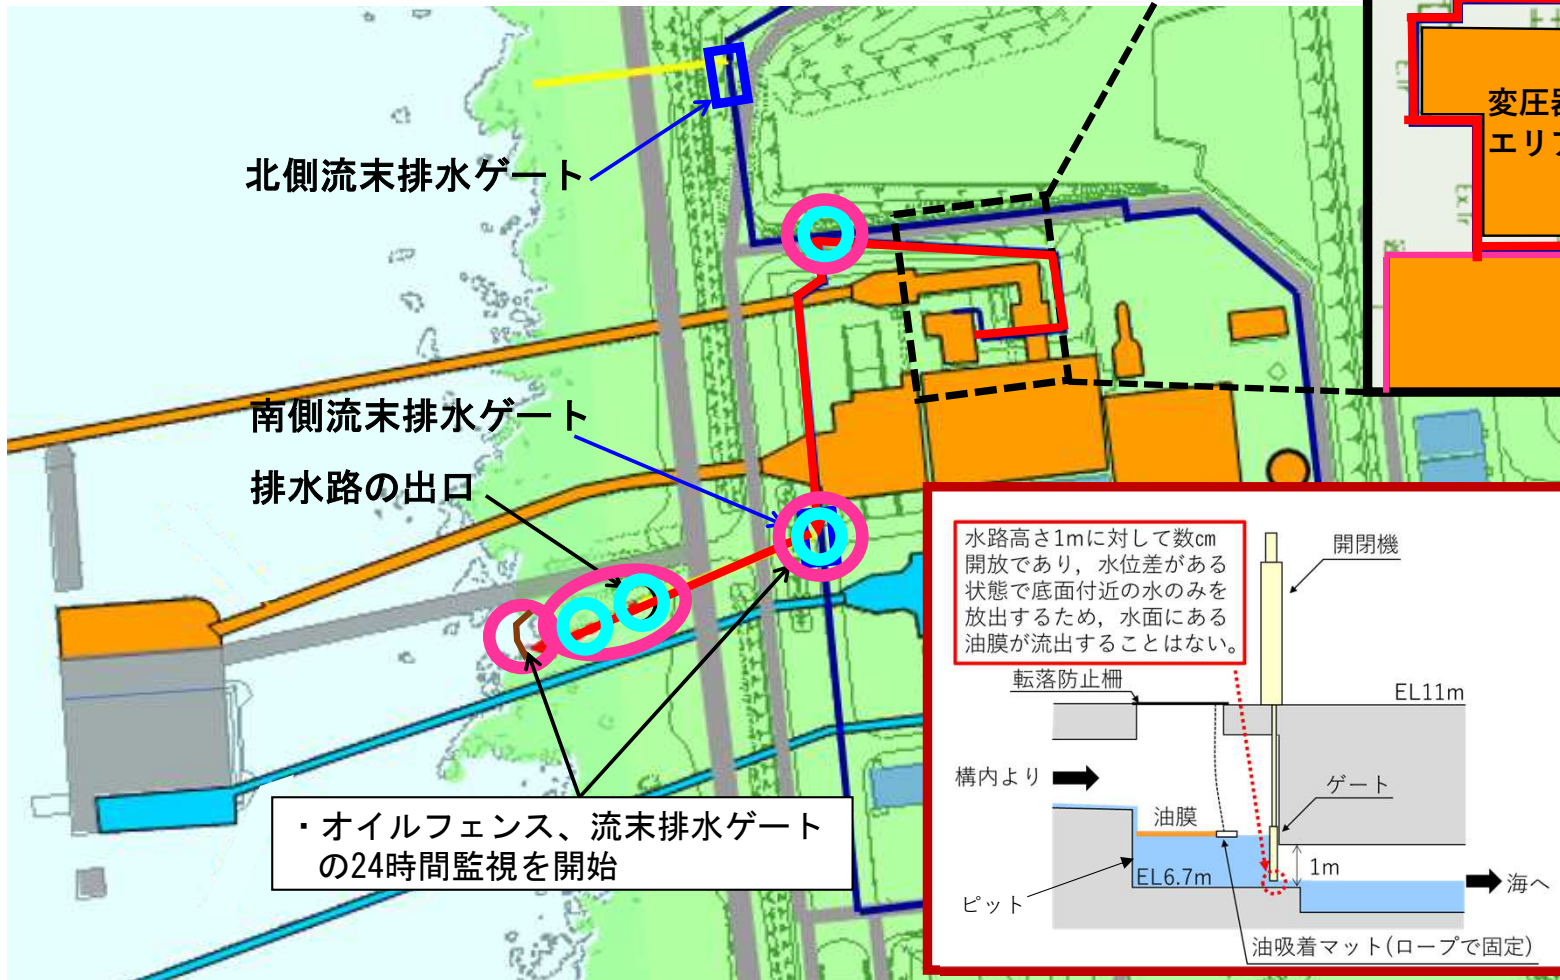 変圧器
エリア
北側流末排水ゲート
南側流末排水ゲート
排水路の出口
・オイルフェンス、流末排水ゲート
の24時間監視を開始
水路高さ1mに対して数㎝
開放であり，水位差がある
状態で底面付近の水のみを
放出するため，水面にある
油膜が流出することはない。
開閉機
転落防止柵
EL11m
構内より
ゲート
油膜
1m
EL6.7m
海へ
ピット
油吸着マット(ロープで固定)